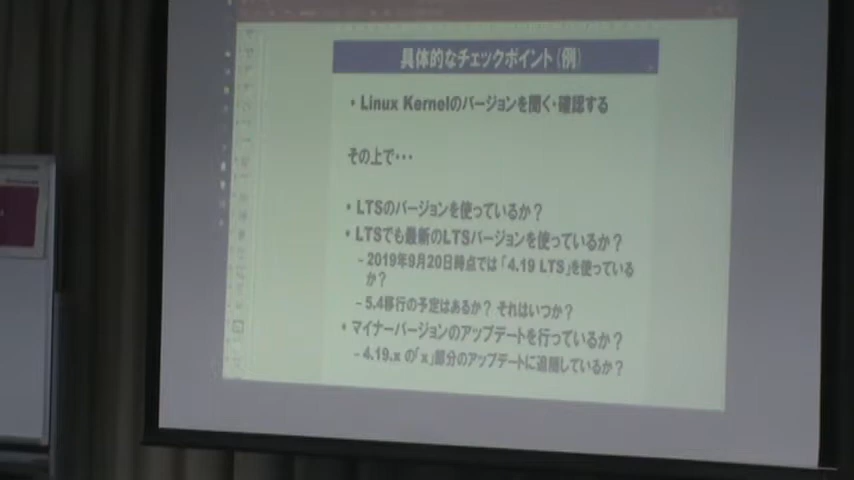 具体的なチェックポイント(例)
• Linux Kernelのバージョンを聞く・確認する
その上で・・・
• LTSのバージョンを使っているか？
• LTSでも最新のLTSバージョンを使っているか？
– 2019年9月20日時点では「4.19 LTS」を使っている
か？
– 5.4移行の予定はあるか？ それはいつか？
• マイナーバージョンのアップデートを行っているか？
– 4.19.x の「x」部分のアップデートに追随しているか？